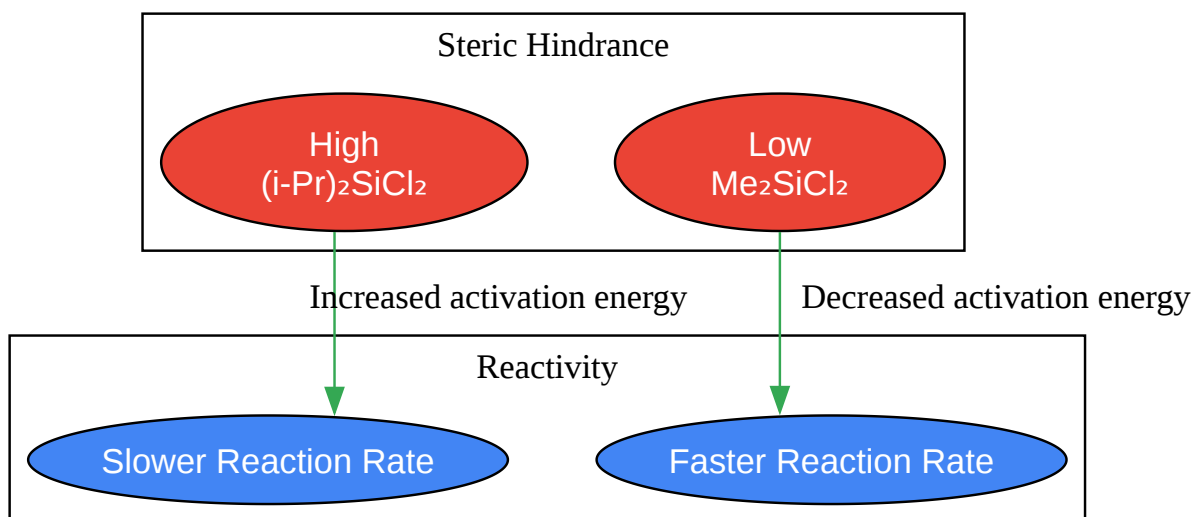 Steric Hindrance
High
(i-Pr)₂SiCl₂
Low
Me₂SiCl₂
Increased activation energy
Decreased activation energy
Reactivity
Slower Reaction Rate
Faster Reaction Rate